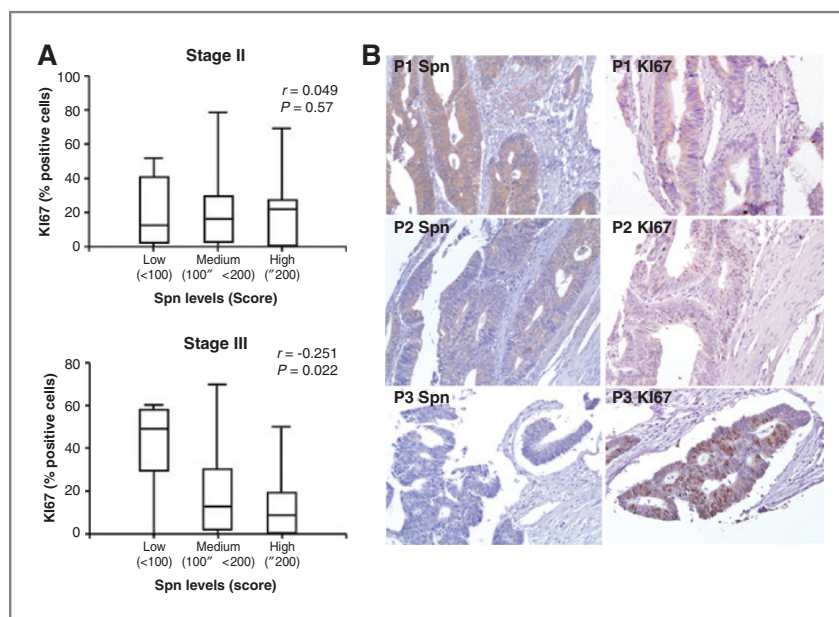 A
Stage II
r = 0.049
P = 0.57
KI67 (% positive cells)
100
80
60
40
20
0
Low Medium High
(<100) (100″ <200) (″200)
Spn levels (Score)
Stage III
r = -0.251
P = 0.022
KI67 (% positive cells)
80
60
40
20
0
Low Medium High
(<100) (100″ <200) (″200)
Spn levels (score)
B
P1 Spn P1 KI67
P2 Spn P2 KI67
P3 Spn P3 KI67